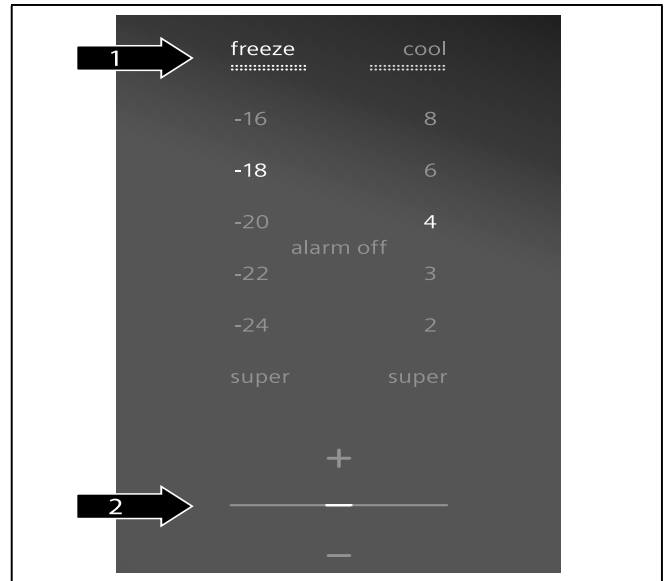 1 freeze cool
-16 8
-18 6
-20 4
alarm off
-22 3
-24 2
super super
+
2
−